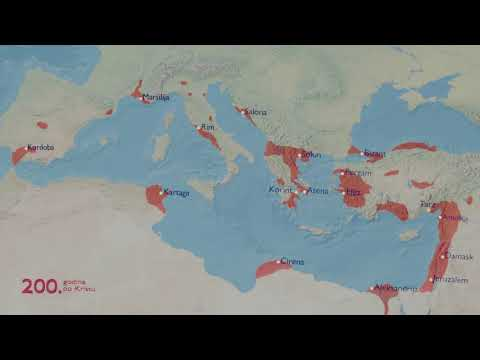 Marsilija
Salona
Rim
Kordoba
Solun
Bizant
Pergam
Kartaga
Korint
Atena
Efez
Tarz
Antiohija
Cirena
Damask
Jeruzalem
Aleksandrija
200. godina
po Kristu